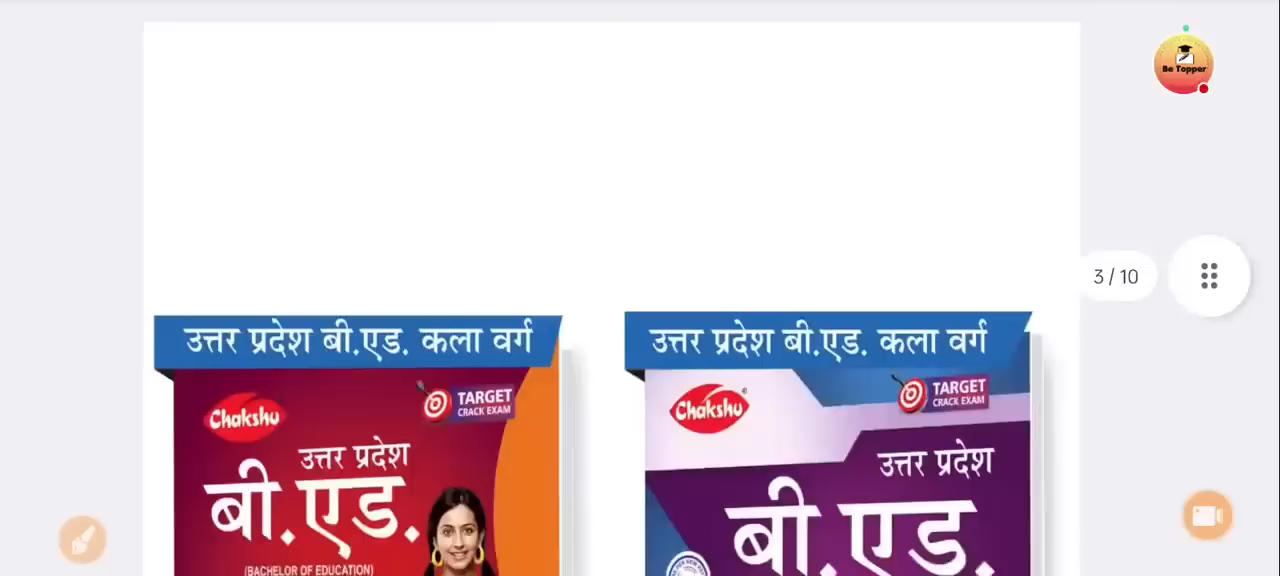 Be Topper
3 / 10
उत्तर प्रदेश बी.एड. कला वर्ग
Chakshu
TARGET
CRACK EXAM
उत्तर प्रदेश
बी.एड.
(BACHELOR OF EDUCATION)
उत्तर प्रदेश बी.एड. कला वर्ग
Chakshu
TARGET
CRACK EXAM
उत्तर प्रदेश
बी.एड.